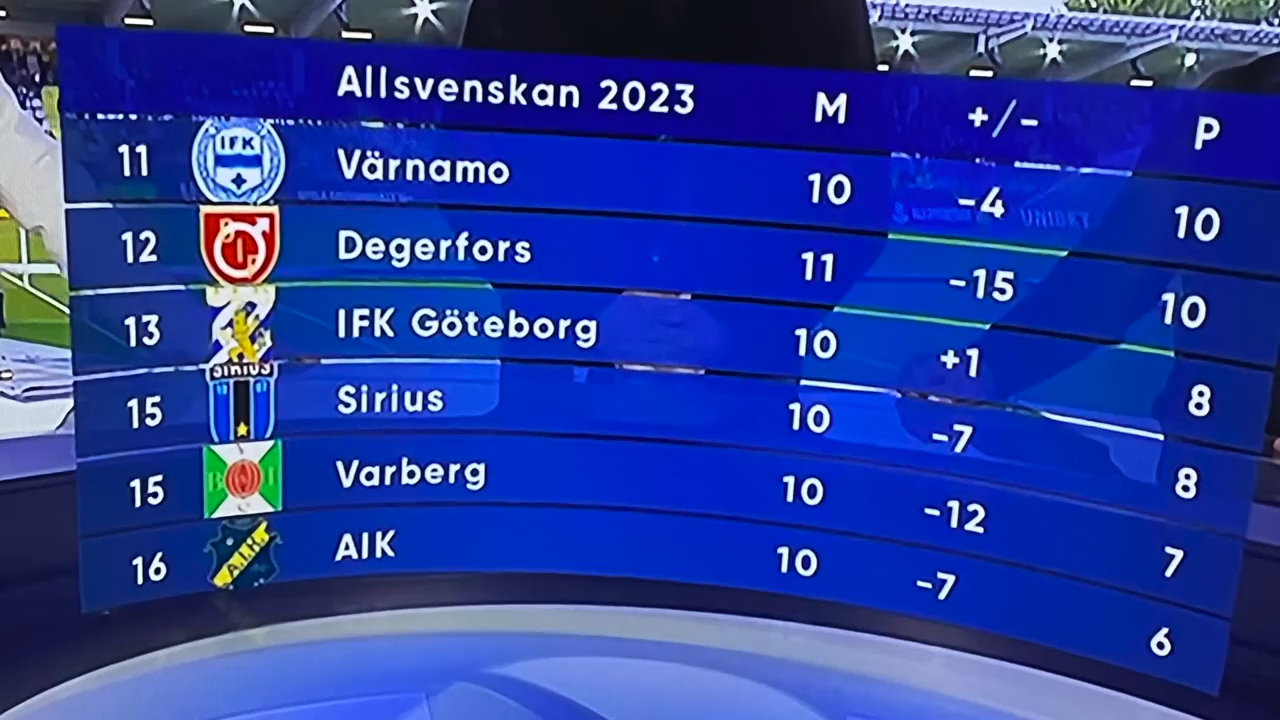 Allsvenskan 2023 M +/- P
11 IFK Värnamo 10 -4 10
12 Degerfors 11 -15 10
13 IFK Göteborg 10 +1 8
SIRIUS
15 Sirius 10 -7 8
15 Varberg 10 -12 7
16 A.I.K. AIK 10 -7 6
UNIBET